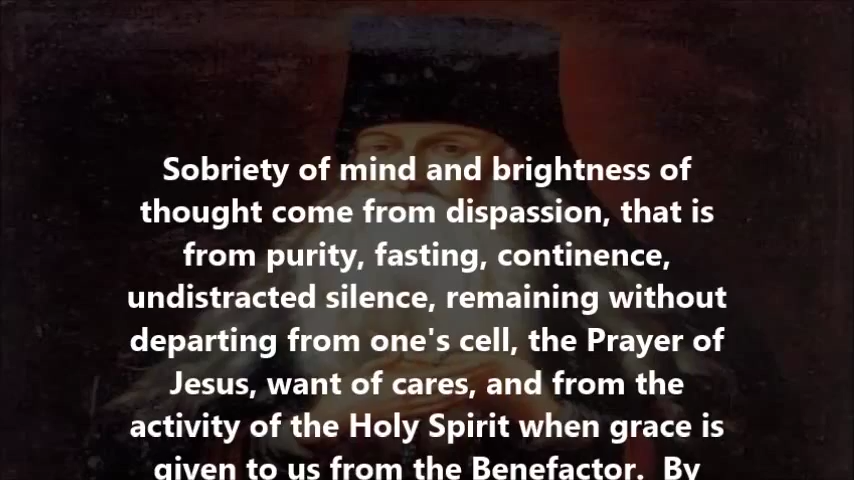 Sobriety of mind and brightness of
thought come from dispassion, that is
from purity, fasting, continence,
undistracted silence, remaining without
departing from one's cell, the Prayer of
Jesus, want of cares, and from the
activity of the Holy Spirit when grace is
given to us from the Benefactor.  By